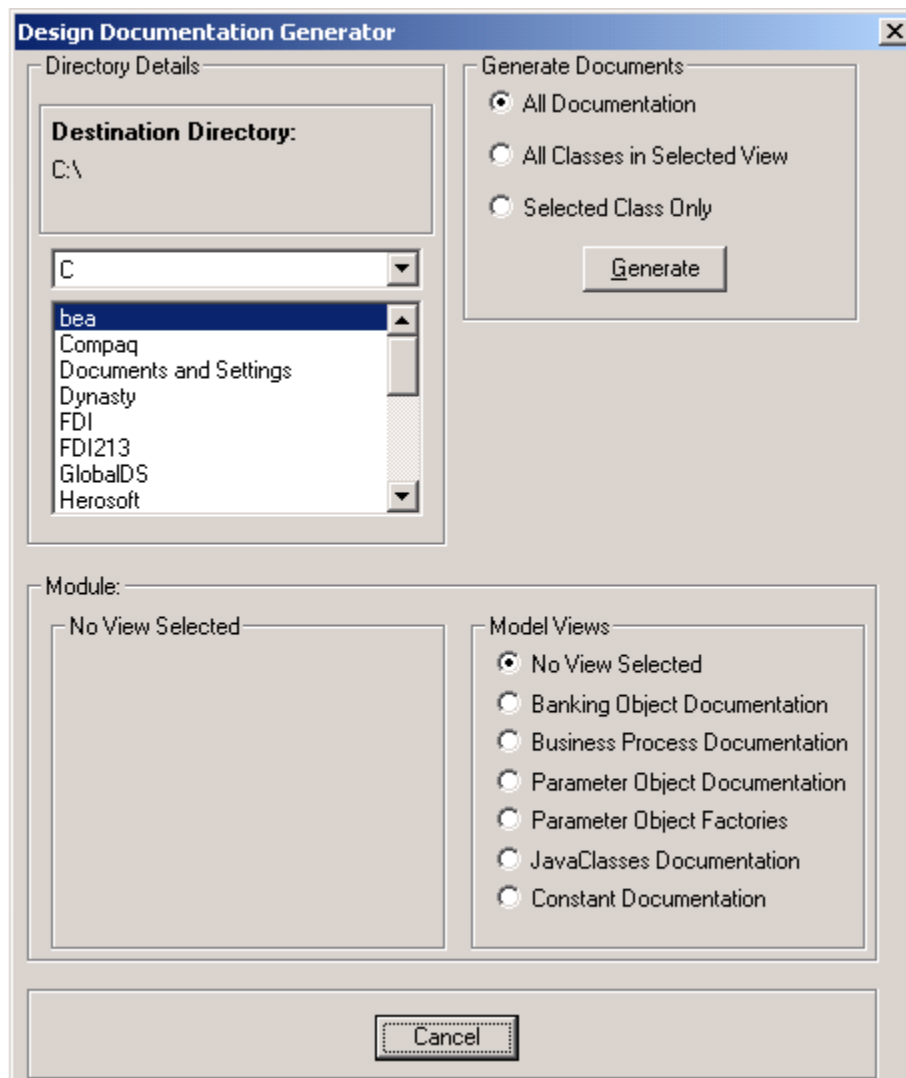 Design Documentation Generator
Directory Details
Destination Directory:
C:\
C
bea
Compaq
Documents and Settings
Dynasty
FDI
FDI213
GlobalDS
Herosoft
Generate Documents
All Documentation
All Classes in Selected View
Selected Class Only
Generate
Module:
No View Selected
Model Views
No View Selected
Banking Object Documentation
Business Process Documentation
Parameter Object Documentation
Parameter Object Factories
JavaClasses Documentation
Constant Documentation
Cancel